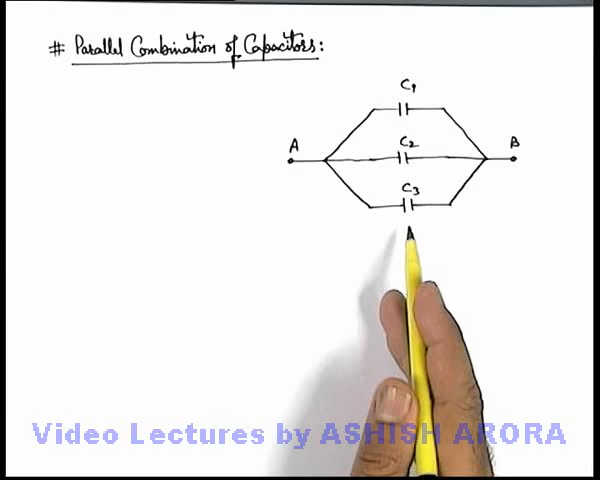 # Parallel Combination of Capacitors:
C1
A C2 B
C3
Video Lectures by ASHISH ARORA